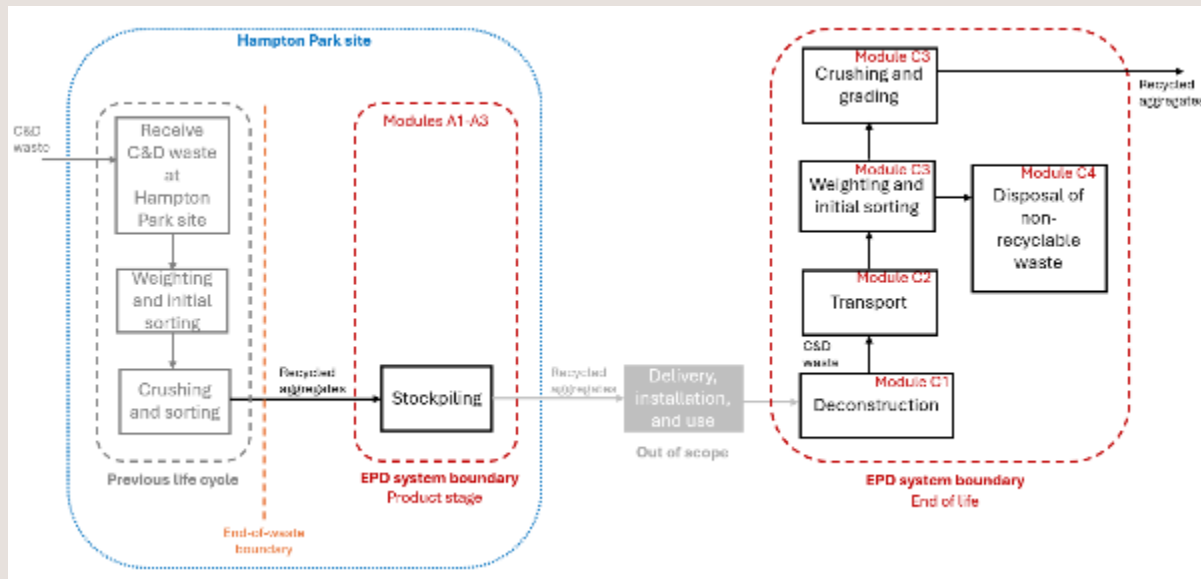 Hampton Park site
C&D
waste
Receive
C&D waste
at
Hampton
Park site
Weighting
and initial
sorting
Crushing
and sorting
Previous life cycle
End-of-waste
boundary
Recycled
aggregates
Modules A1-A3
Stockpiling
EPD system boundary
Product stage
Recycled
aggregates
Delivery,
installation,
and use
Out of scope
Module C3
Crushing and
grading
Recycled
aggregates
Module C3
Weighting and
initial sorting
Module C4
Disposal of
non-
recyclable
waste
Module C2
Transport
C&D
waste
Module C1
Deconstruction
EPD system boundary
End of life